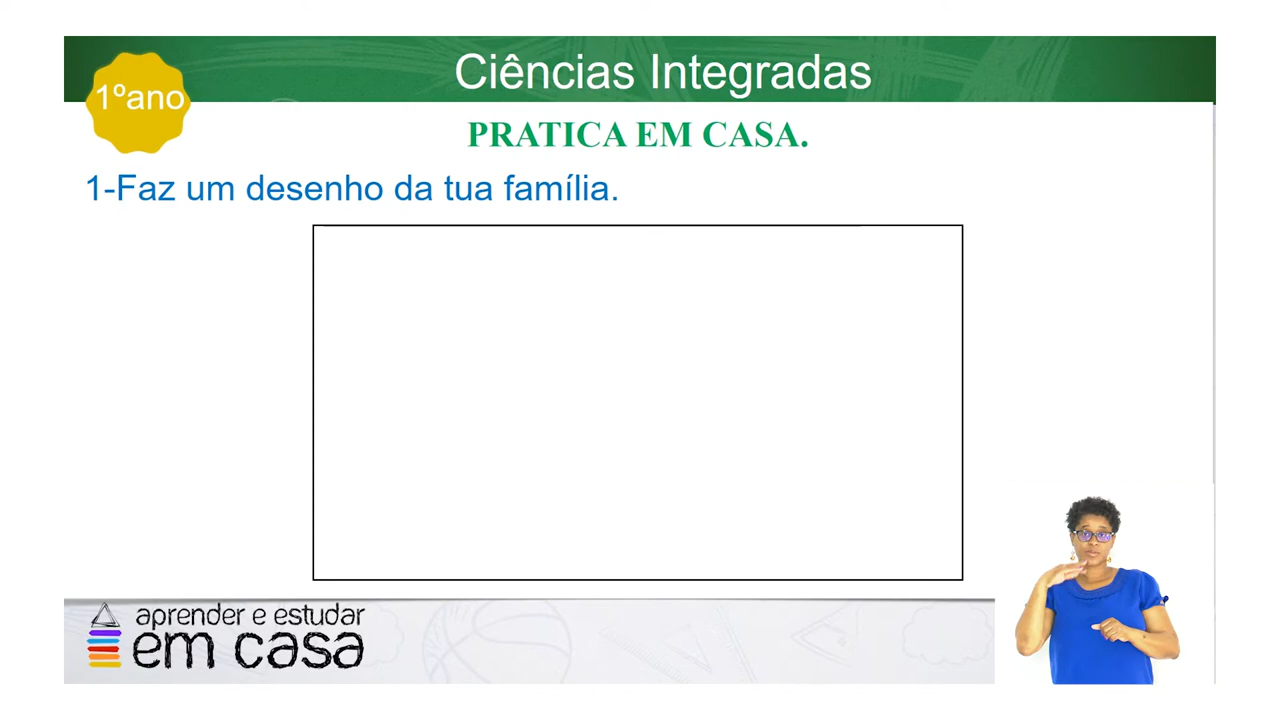 Ciências Integradas
1ºano
PRATICA EM CASA.
1-Faz um desenho da tua família.
aprender e estudar
em casa